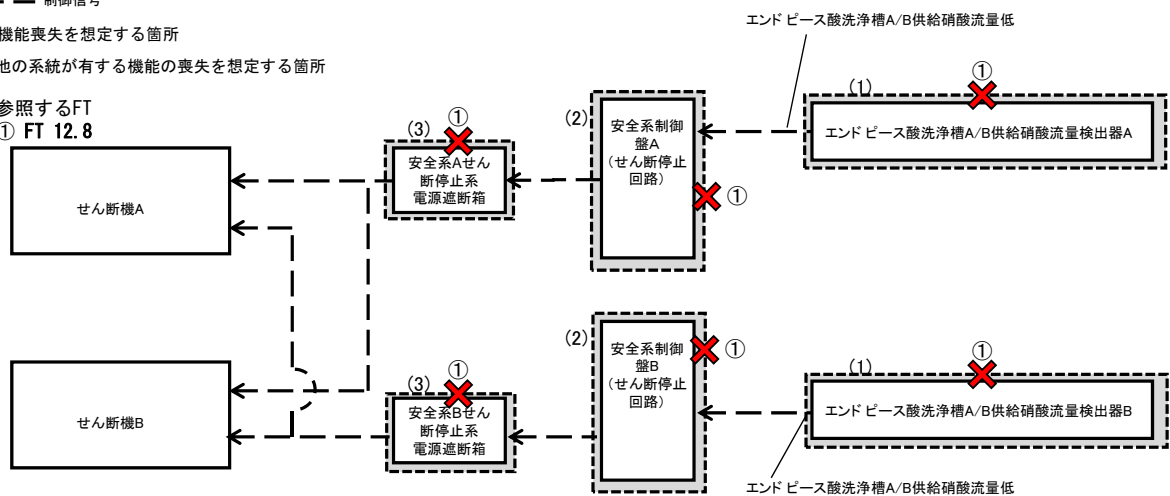 制御信号
機能喪失を想定する箇所
他の系統が有する機能の喪失を想定する箇所
参照するFT
① FT 12.8
エンドピース酸洗浄槽A/B供給硝酸流量低
(1)
①
エンドピース酸洗浄槽A/B供給硝酸流量検出器A
(2)
安全系制御
盤A
(せん断停止
回路)
①
(3)
①
安全系Aせん
断停止系
電源遮断箱
せん断機A
(1)
①
エンドピース酸洗浄槽A/B供給硝酸流量検出器B
(2)
安全系制御
盤B
(せん断停止
回路)
①
(3)
①
安全系Bせん
断停止系
電源遮断箱
せん断機B
エンドピース酸洗浄槽A/B供給硝酸流量低